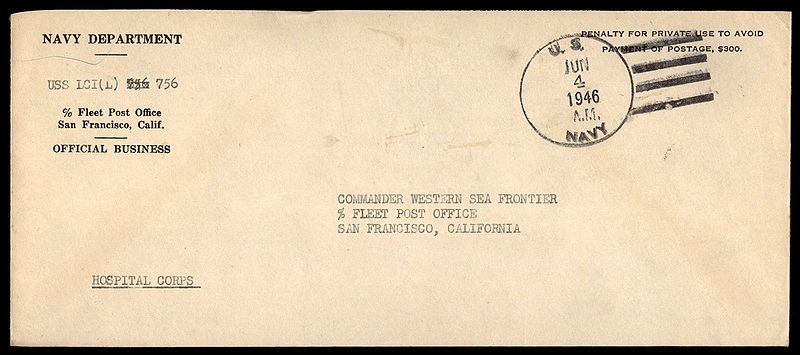 NAVY DEPARTMENT
USS LCI(L) 756
℅ Fleet Post Office
San Francisco, Calif.
OFFICIAL BUSINESS
PENALTY FOR PRIVATE USE TO AVOID
PAYMENT OF POSTAGE, $300.
U. S.
JUN
4
1946
A.M.
NAVY
COMMANDER WESTERN SEA FRONTIER
% FLEET POST OFFICE
SAN FRANCISCO, CALIFORNIA
HOSPITAL CORPS